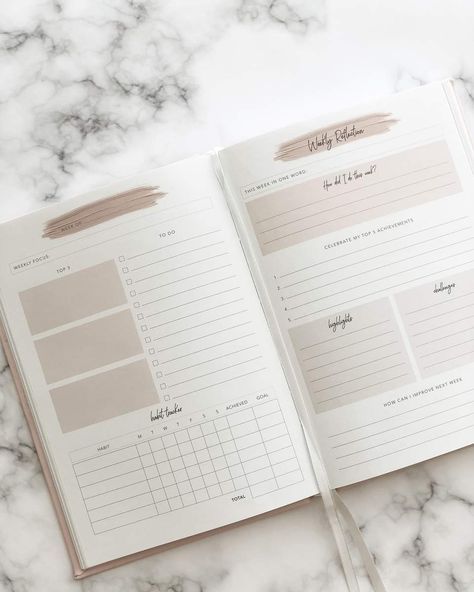 WEEK OF
WEEKLY FOCUS:
TOP 3
TO DO
habit tracker
HABIT M T W T F S S ACHIEVED GOAL
TOTAL
Weekly Reflection
THIS WEEK IN ONE WORD:
How did I do this week?
CELEBRATE MY TOP 5 ACHIEVEMENTS
1.
2.
3.
4.
5.
highlights
challenges
HOW CAN I IMPROVE NEXT WEEK